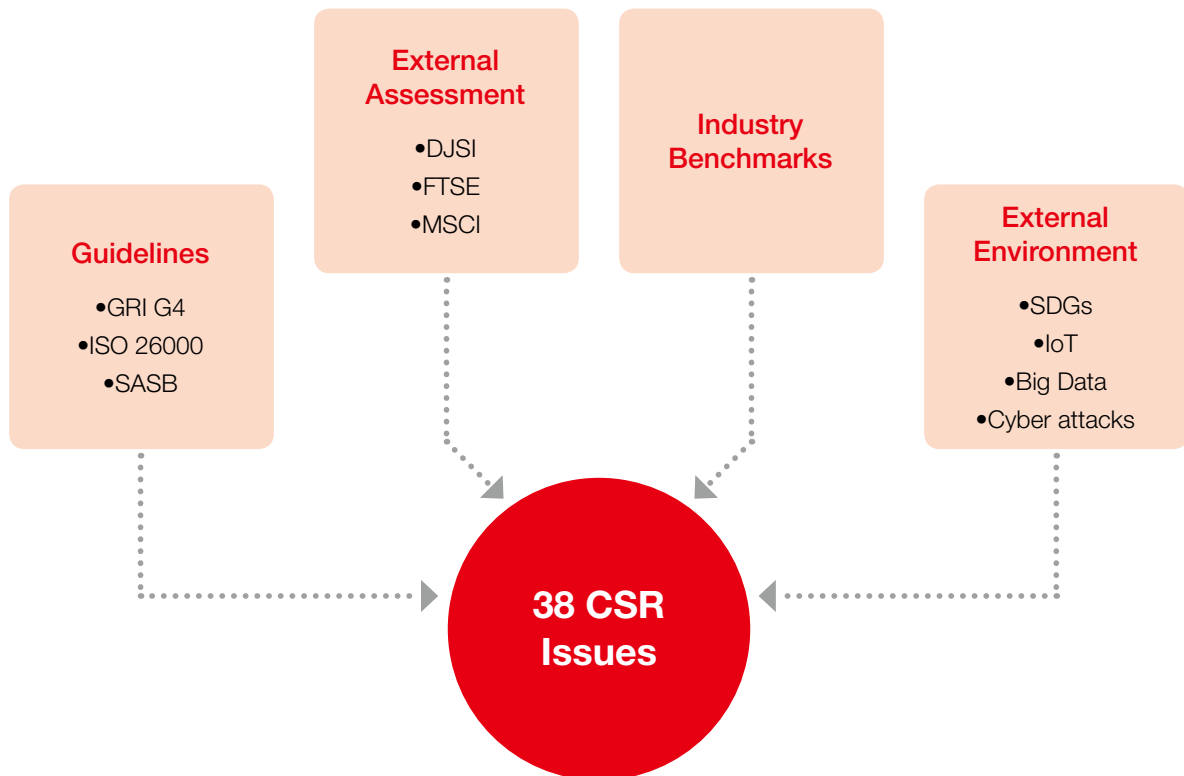 Guidelines
•GRI G4
•ISO 26000
•SASB
External
Assessment
•DJSI
•FTSE
•MSCI
Industry
Benchmarks
External
Environment
•SDGs
•IoT
•Big Data
•Cyber attacks
38 CSR
Issues